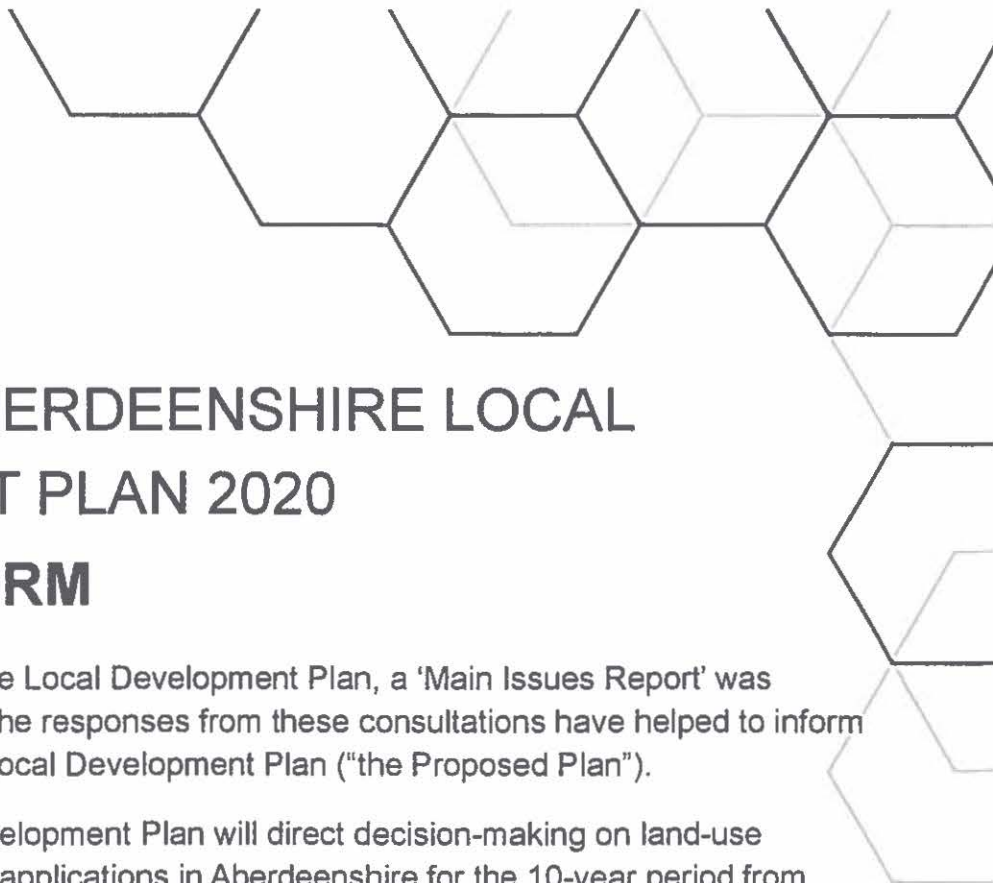 ERDEENSHIRE LOCAL
T PLAN 2020
RM
e Local Development Plan, a ‘Main Issues Report’ was
he responses from these consultations have helped to inform
ocal Development Plan (“the Proposed Plan”).
elopment Plan will direct decision-making on land-use
applications in Aberdeenshire for the 10-year period from